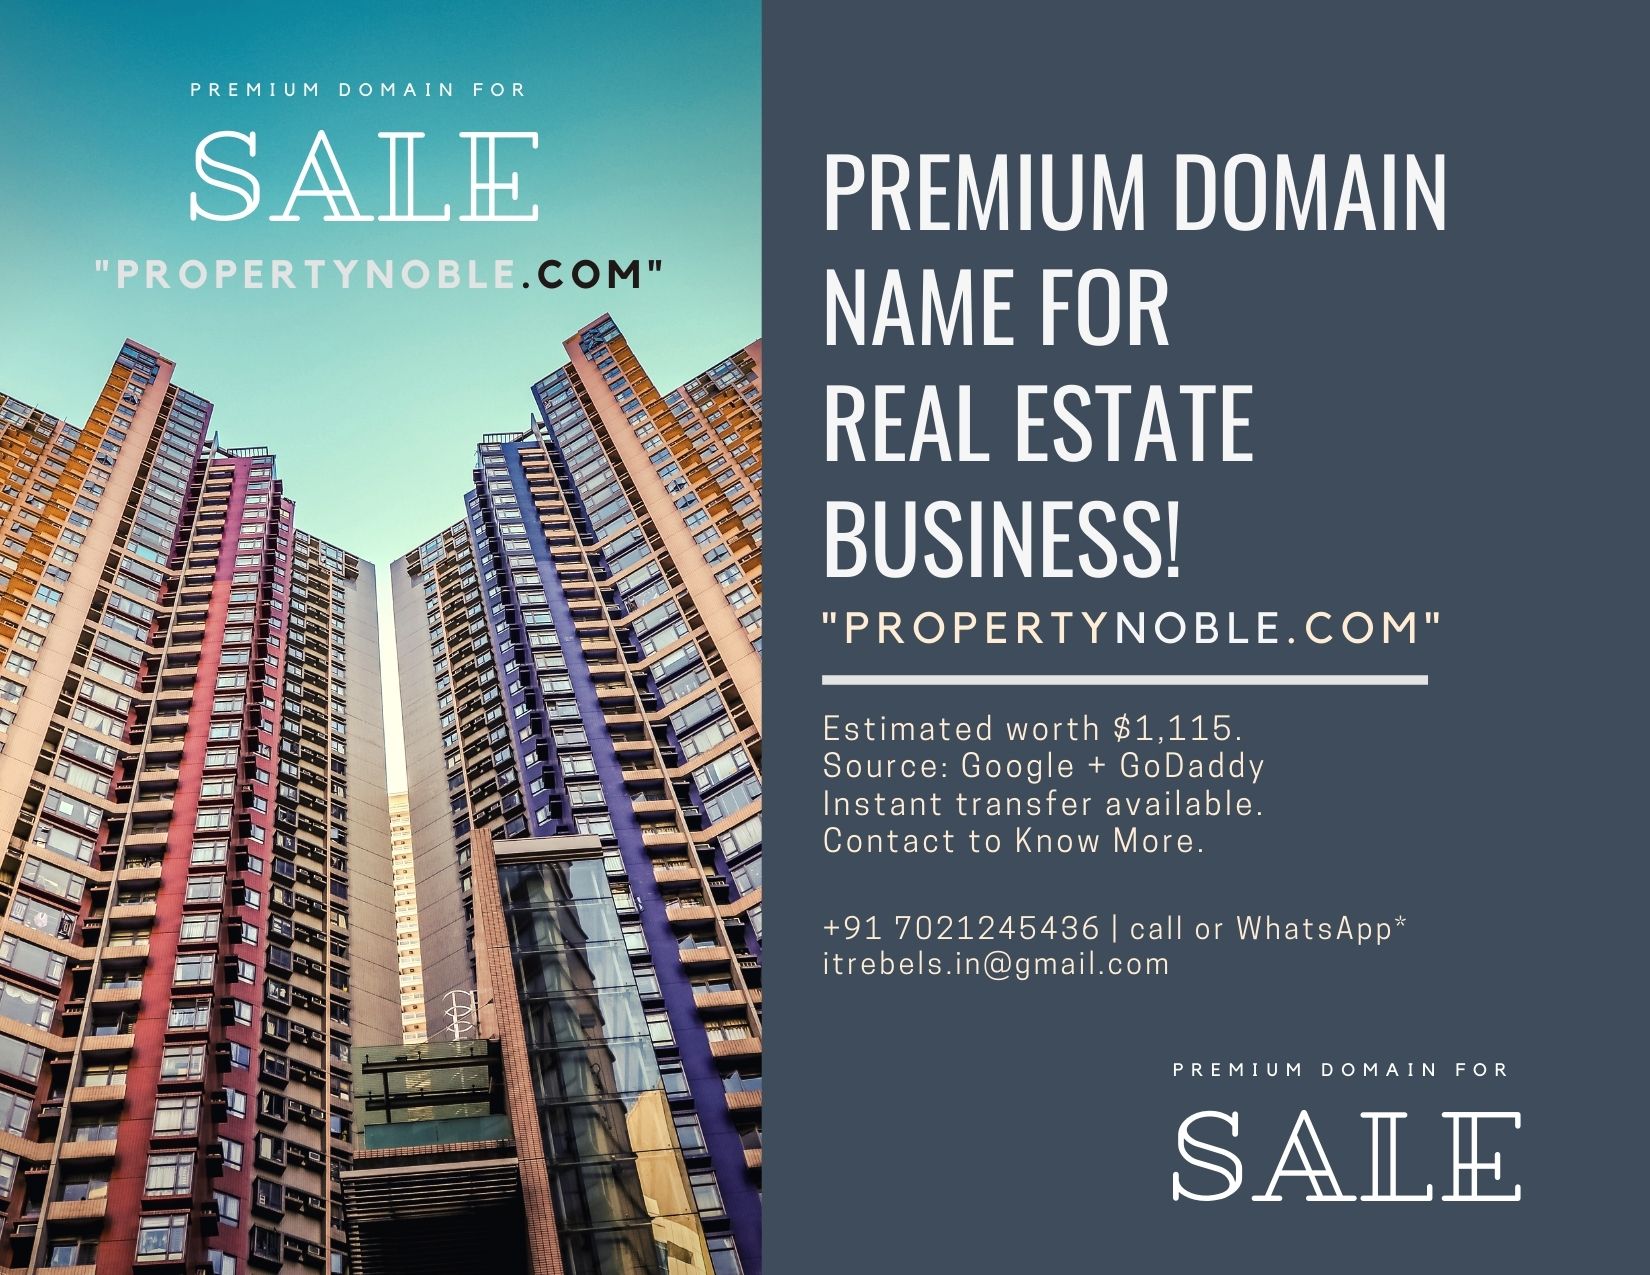 PREMIUM DOMAIN FOR
SALE
"PROPERTYNOBLE.COM"
PREMIUM DOMAIN
NAME FOR
REAL ESTATE
BUSINESS!
"PROPERTYNOBLE.COM"
Estimated worth $1,115.
Source: Google + GoDaddy
Instant transfer available.
Contact to Know More.
+91 7021245436 | call or WhatsApp*
itrebels.in@gmail.com
PREMIUM DOMAIN FOR
SALE